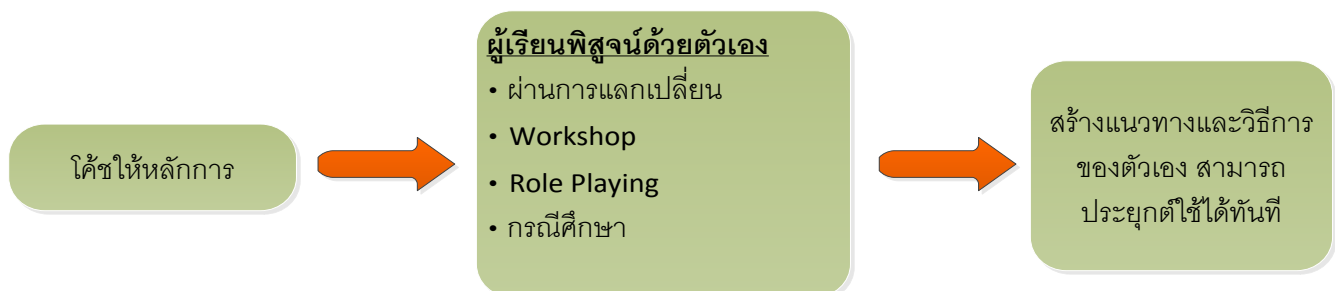 โค้ชให้หลักการ
ผู้เรียนพิสูจน์ด้วยตัวเอง
• ผ่านการแลกเปลี่ยน
• Workshop
• Role Playing
• กรณีศึกษา
สร้างแนวทางและวิธีการ
ของตัวเอง สามารถ
ประยุกต์ใช้ได้ทันที